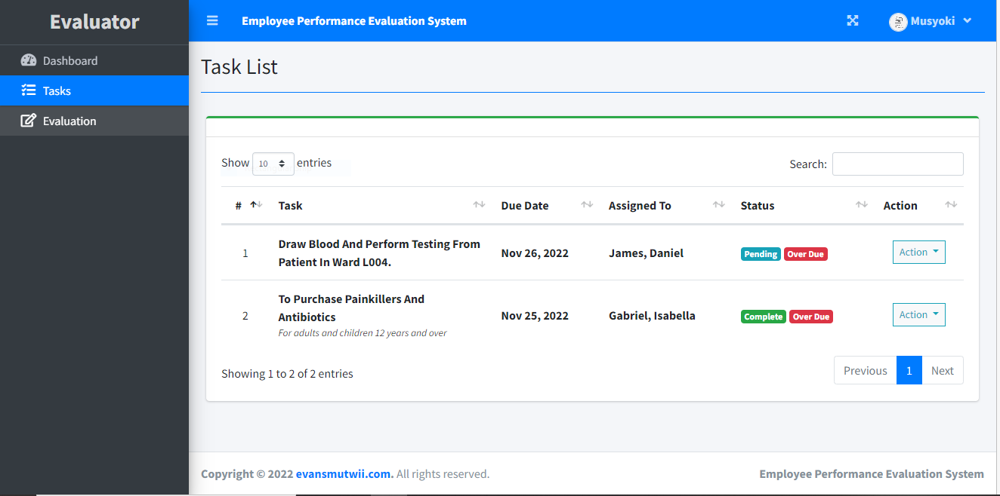 Evaluator
Employee Performance Evaluation System
Musyoki
Dashboard
Tasks
Evaluation
Task List
Show 10 entries
Search:
# Task Due Date Assigned To Status Action
1 Draw Blood And Perform Testing From Patient In Ward L004. Nov 26, 2022 James, Daniel Pending Over Due Action
2 To Purchase Painkillers And Antibiotics Nov 25, 2022 Gabriel, Isabella Complete Over Due Action
For adults and children 12 years and over
Showing 1 to 2 of 2 entries
Previous 1 Next
Copyright © 2022 evansmutwii.com. All rights reserved.
Employee Performance Evaluation System